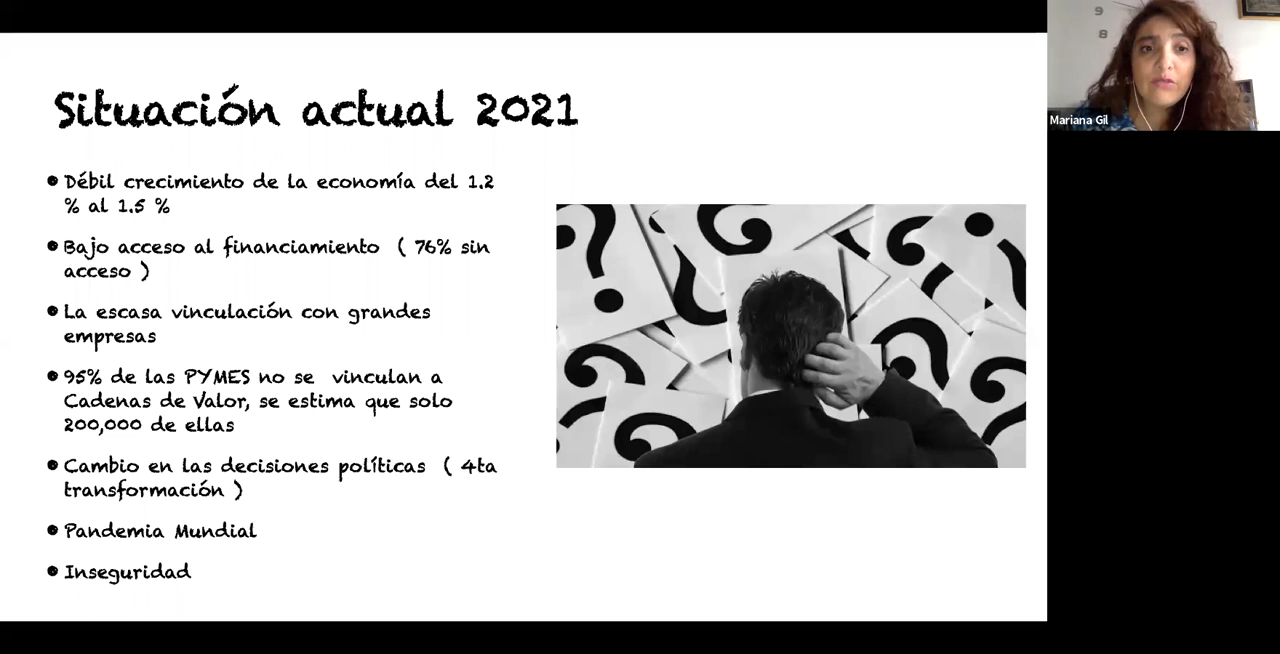 Situación actual 2021
• Débil crecimiento de la economía del 1.2
% al 1.5 %
• Bajo acceso al financiamiento ( 76% sin
acceso )
• La escasa vinculación con grandes
empresas
• 95% de las PYMES no se vinculan a
Cadenas de Valor, se estima que solo
200,000 de ellas
• Cambio en las decisiones políticas ( 4ta
transformación )
• Pandemia Mundial
• Inseguridad
? ? ? ? ? ? ? ?
9
8
Mariana Gil